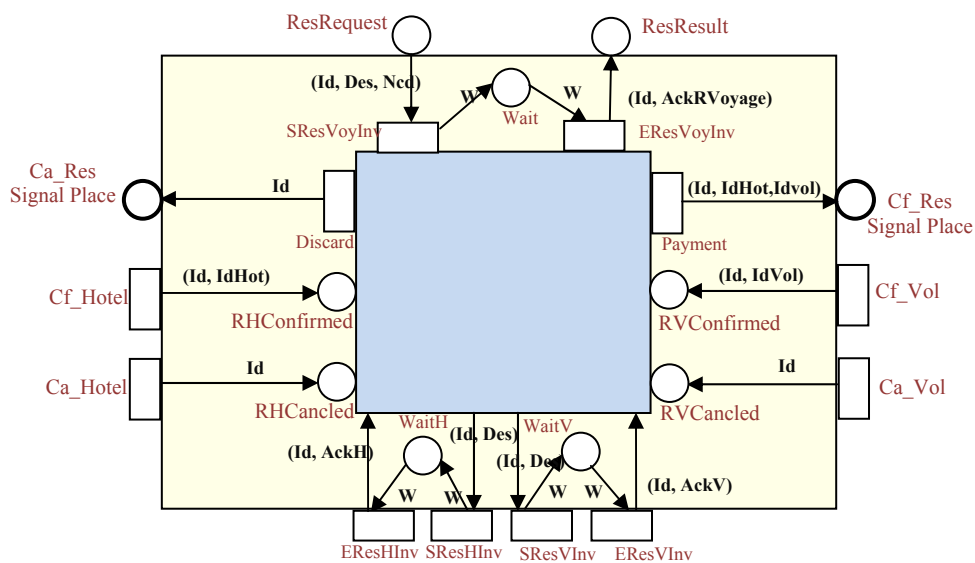 ResRequest
ResResult
(Id, Des, Ncd)
W
W
(Id, AckRVoyage)
SResVoyInv
Wait
EResVoyInv
Ca_Res
Signal Place
Id
(Id, IdHot,Idvol)
Cf_Res
Signal Place
Discard
Payment
Cf_Hotel
(Id, IdHot)
(Id, IdVol)
Cf_Vol
RHConfirmed
RVConfirmed
Ca_Hotel
Id
Id
Ca_Vol
RHCancled
RVCancled
WaitH
WaitV
(Id, AckH)
(Id, Des)
(Id, Des)
(Id, AckV)
W
W
W
W
EResHInv
SResHInv
SResVInv
EResVInv